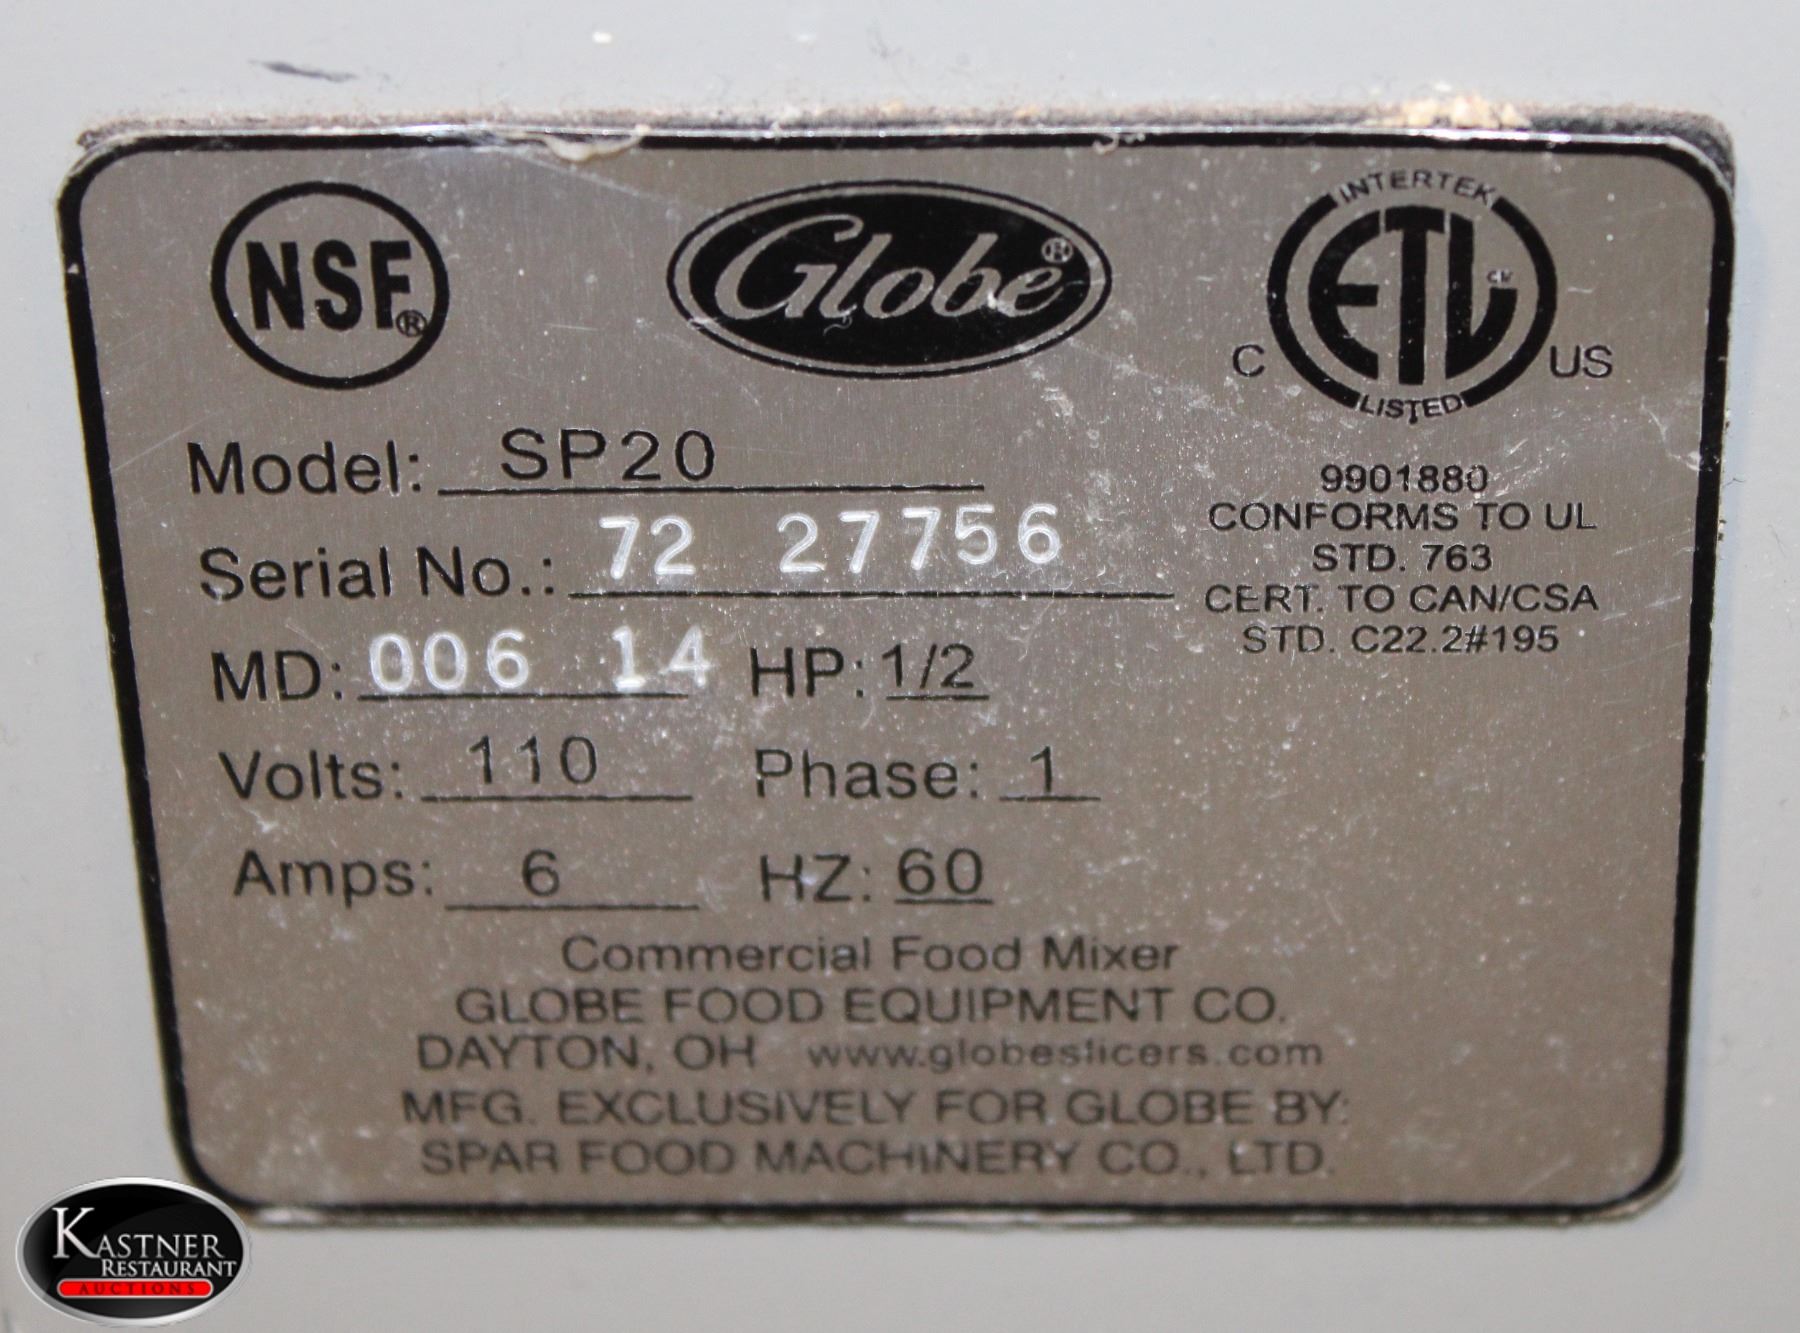 NSF®
Globe®
INTERTEK
ETL CM
C US
LISTED
Model: SP20
9901880
CONFORMS TO UL
STD. 763
CERT. TO CAN/CSA
STD. C22.2#195
Serial No.: 72 27756
MD: 006 14 HP: 1/2
Volts: 110 Phase: 1
Amps: 6 HZ: 60
Commercial Food Mixer
GLOBE FOOD EQUIPMENT CO.
DAYTON, OH www.globeslicers.com
MFG. EXCLUSIVELY FOR GLOBE BY:
SPAR FOOD MACHINERY CO., LTD.
KASTNER
RESTAURANT
AUCTIONS